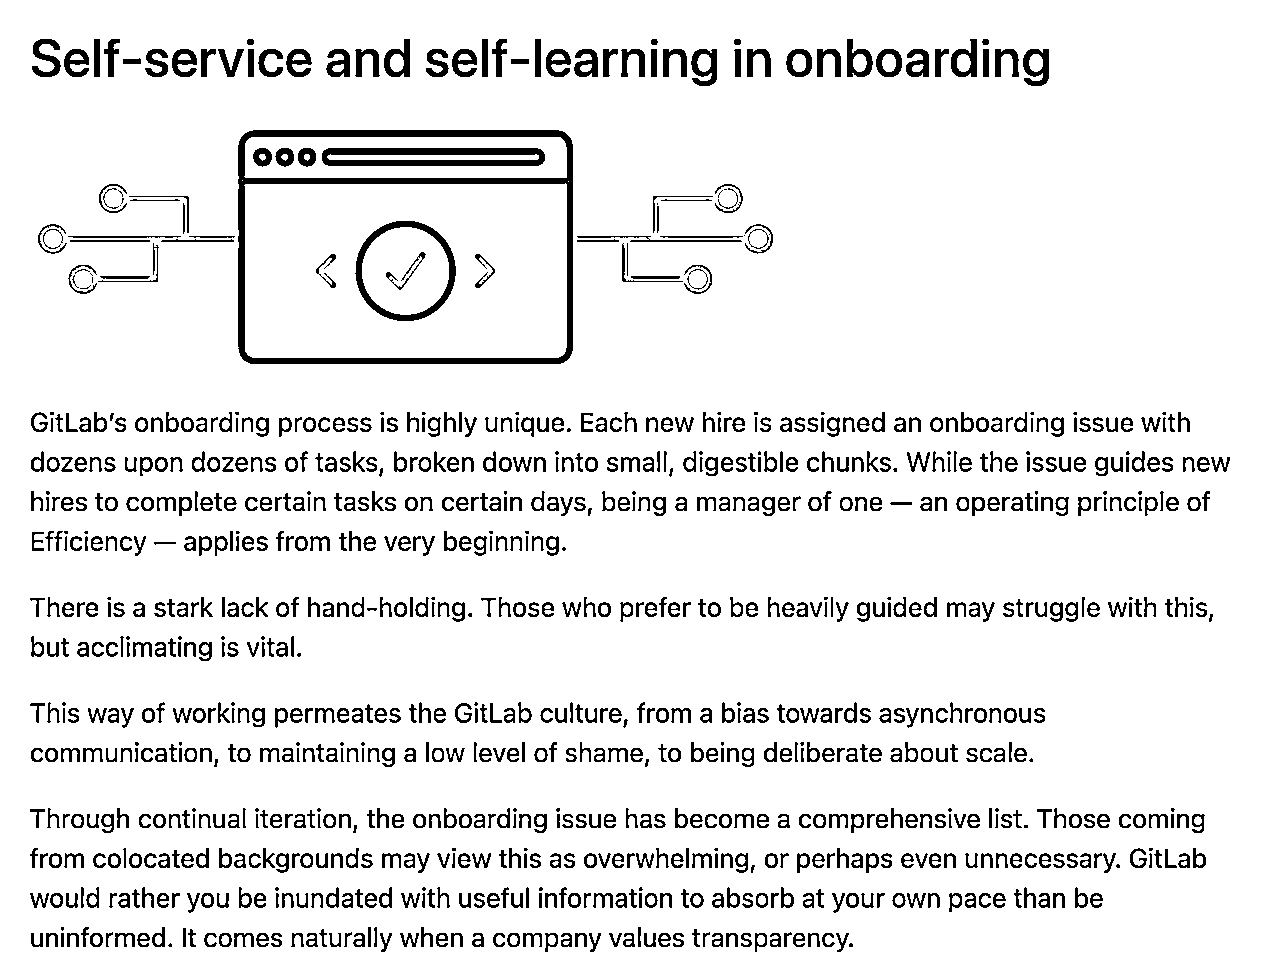 Self-service and self-learning in onboarding
GitLab's onboarding process is highly unique. Each new hire is assigned an onboarding issue with
dozens upon dozens of tasks, broken down into small, digestible chunks. While the issue guides new
hires to complete certain tasks on certain days, being a manager of one — an operating principle of
Efficiency — applies from the very beginning.
There is a stark lack of hand-holding. Those who prefer to be heavily guided may struggle with this,
but acclimating is vital.
This way of working permeates the GitLab culture, from a bias towards asynchronous
communication, to maintaining a low level of shame, to being deliberate about scale.
Through continual iteration, the onboarding issue has become a comprehensive list. Those coming
from colocated backgrounds may view this as overwhelming, or perhaps even unnecessary. GitLab
would rather you be inundated with useful information to absorb at your own pace than be
uninformed. It comes naturally when a company values transparency.